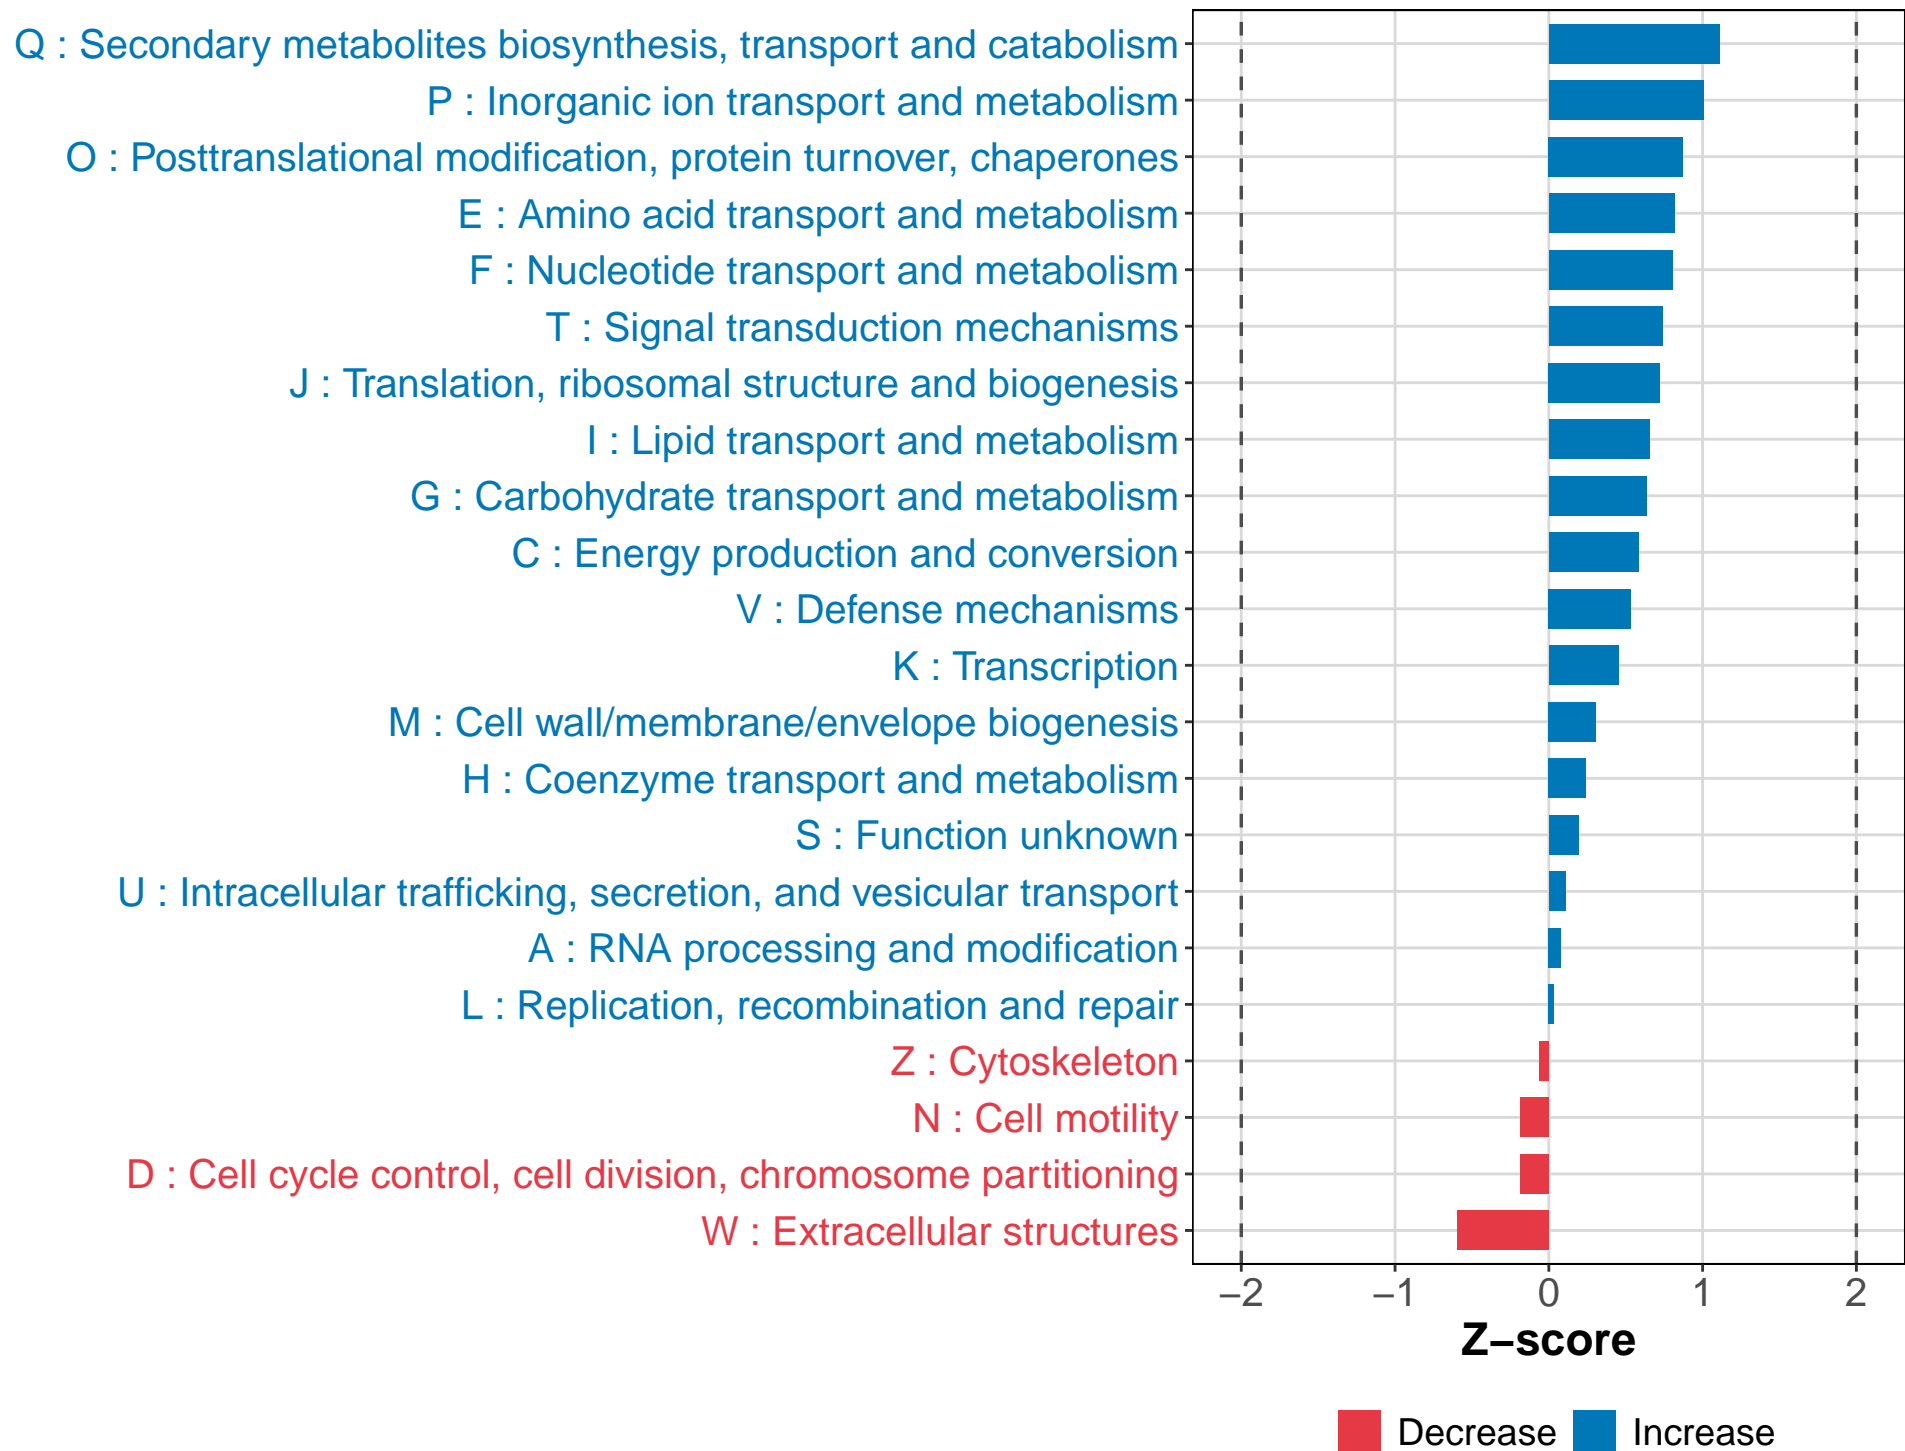 Q : Secondary metabolites biosynthesis, transport and catabolism
P : Inorganic ion transport and metabolism
O : Posttranslational modification, protein turnover, chaperones
E : Amino acid transport and metabolism
F : Nucleotide transport and metabolism
T : Signal transduction mechanisms
J : Translation, ribosomal structure and biogenesis
I : Lipid transport and metabolism
G : Carbohydrate transport and metabolism
C : Energy production and conversion
V : Defense mechanisms
K : Transcription
M : Cell wall/membrane/envelope biogenesis
H : Coenzyme transport and metabolism
S : Function unknown
U : Intracellular trafficking, secretion, and vesicular transport
A : RNA processing and modification
L : Replication, recombination and repair
Z : Cytoskeleton
N : Cell motility
D : Cell cycle control, cell division, chromosome partitioning
W : Extracellular structures
−2 −1 0 1 2
Z−score
Decrease Increase